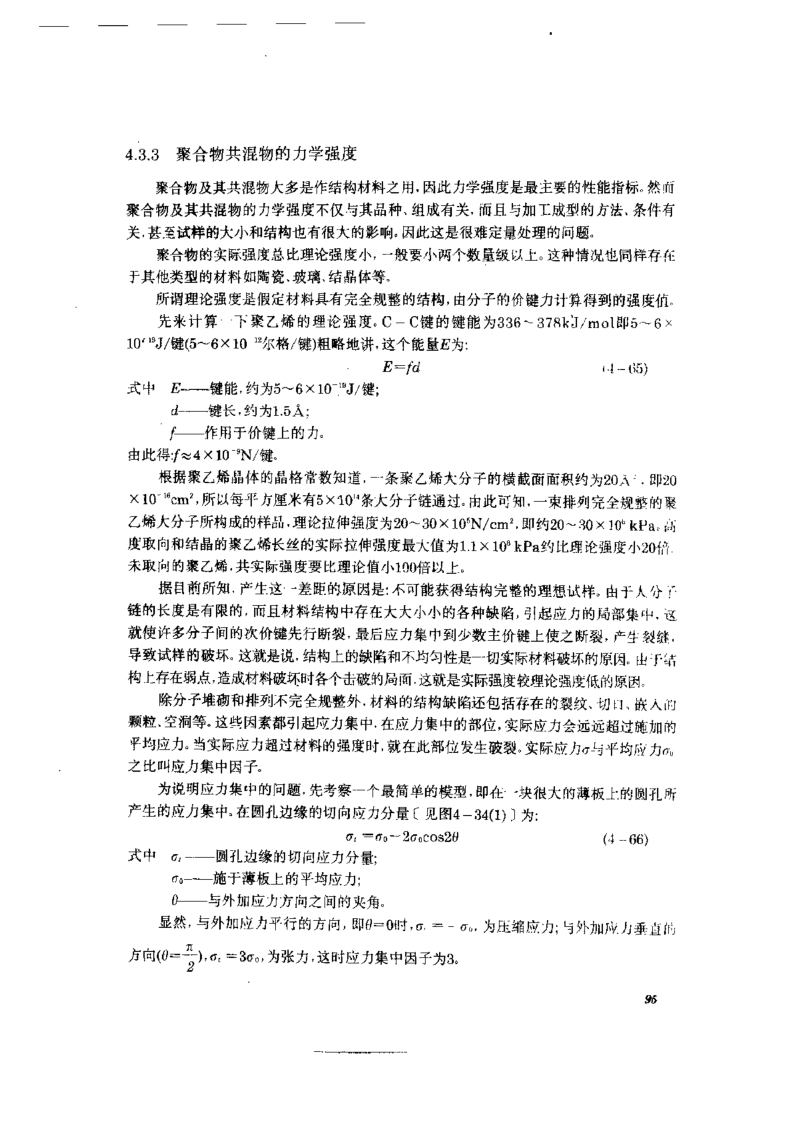 4.3.3 聚合物共混物的力学强度
聚合物及其共混物大多是作结构材料之用,因此力学强度是最主要的性能指标。然而
聚合物及其共混物的力学强度不仅与其品种、组成有关,而且与加工成型的方法、条件有
关,甚至试样的大小和结构也有很大的影响,因此这是很难定量处理的问题。
聚合物的实际强度总比理论强度小,一般要小两个数量级以上。这种情况也同样存在
于其他类型的材料如陶瓷、玻璃、结晶体等。
所谓理论强度是假定材料具有完全规整的结构,由分子的价键力计算得到的强度值。
先来计算一下聚乙烯的理论强度。C-C键的键能为336~378kJ/mol即5~6×
10⁻¹⁹J/键(5~6×10⁻¹²尔格/键)粗略地讲,这个能量E为:
E=fd (4-65)
式中 E——键能,约为5~6×10⁻¹⁹J/键;
d——键长,约为1.5Å;
f——作用于价键上的力。
由此得:f≈4×10⁻⁹N/键。
根据聚乙烯晶体的晶格常数知道,一条聚乙烯大分子的横截面面积约为20Å²,即20
×10⁻¹⁶cm²,所以每平方厘米有5×10¹⁴条大分子链通过。由此可知,一束排列完全规整的聚
乙烯大分子所构成的样品,理论拉伸强度为20~30×10⁵N/cm²,即约20~30×10⁶ kPa。高
度取向和结晶的聚乙烯长丝的实际拉伸强度最大值为1.1×10⁶ kPa约比理论强度小20倍,
未取向的聚乙烯,共实际强度要比理论值小100倍以上。
据目前所知,产生这一差距的原因是:不可能获得结构完整的理想试样。由于大分子
链的长度是有限的,而且材料结构中存在大大小小的各种缺陷,引起应力的局部集中,这
就使许多分子间的次价键先行断裂,最后应力集中到少数主价键上使之断裂,产生裂缝,
导致试样的破坏。这就是说,结构上的缺陷和不均匀性是一切实际材料破坏的原因。由于结
构上存在弱点,造成材料破坏时各个击破的局面,这就是实际强度较理论强度低的原因。
除分子堆砌和排列不完全规整外,材料的结构缺陷还包括存在的裂纹、切口、嵌入的
颗粒、空洞等。这些因素都引起应力集中,在应力集中的部位,实际应力会远远超过施加的
平均应力。当实际应力超过材料的强度时,就在此部位发生破裂。实际应力σ与平均应力σ₀
之比叫应力集中因子。
为说明应力集中的问题,先考察一个最简单的模型,即在一块很大的薄板上的圆孔所
产生的应力集中。在圆孔边缘的切向应力分量〔见图4-34(1)〕为:
σₜ=σ₀-2σ₀cos2θ (4-66)
式中 σₜ——圆孔边缘的切向应力分量;
σ₀——施于薄板上的平均应力;
θ——与外加应力方向之间的夹角。
显然,与外加应力平行的方向,即θ=0时,σₜ=-σ₀,为压缩应力;与外加应力垂直的
方向(θ=π/2),σₜ=3σ₀,为张力,这时应力集中因子为3。
95